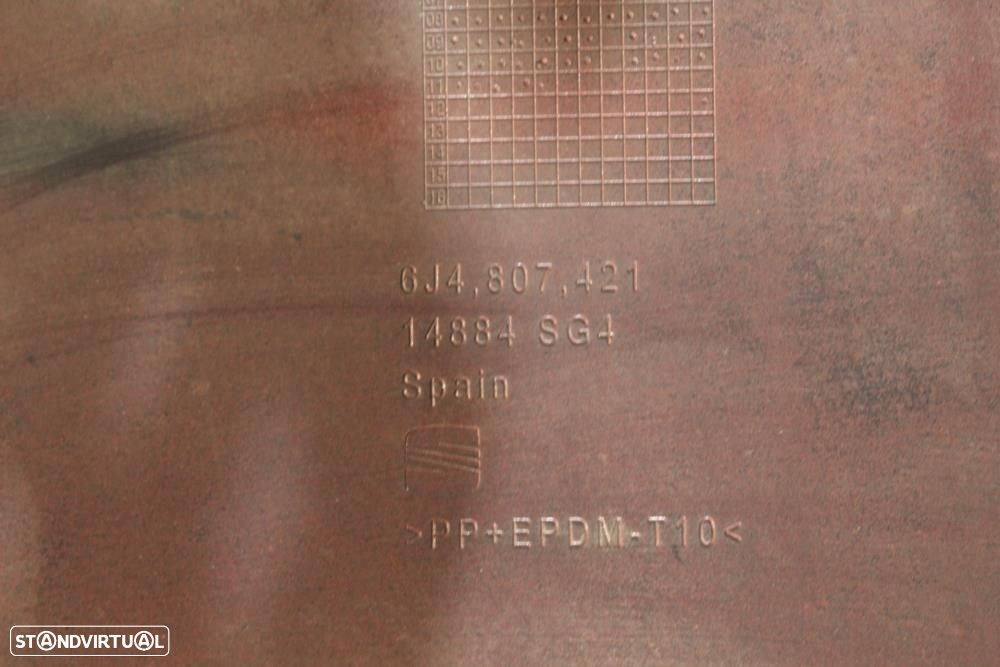 08
09
10
11
12
13
14
15
16
6J4,807,421
14884 SG4
Spain
>PP+EPDM-T10<
STANDVIRTUAL